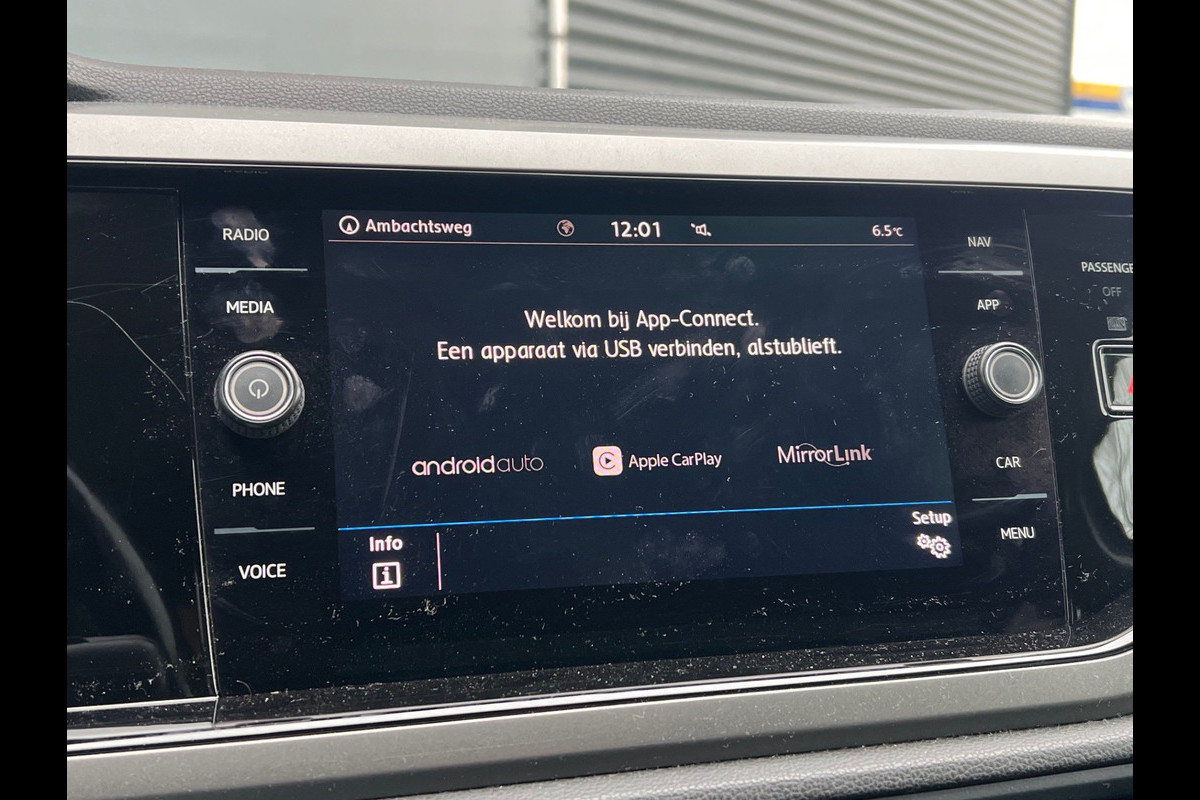 RADIO
MEDIA
PHONE
VOICE
Ambachtsweg 12:01 6.5°C
Welkom bij App-Connect.
Een apparaat via USB verbinden, alstublieft.
androidauto Apple CarPlay MirrorLink
Info
Setup
NAV
APP
CAR
MENU
PASSENGE
OFF